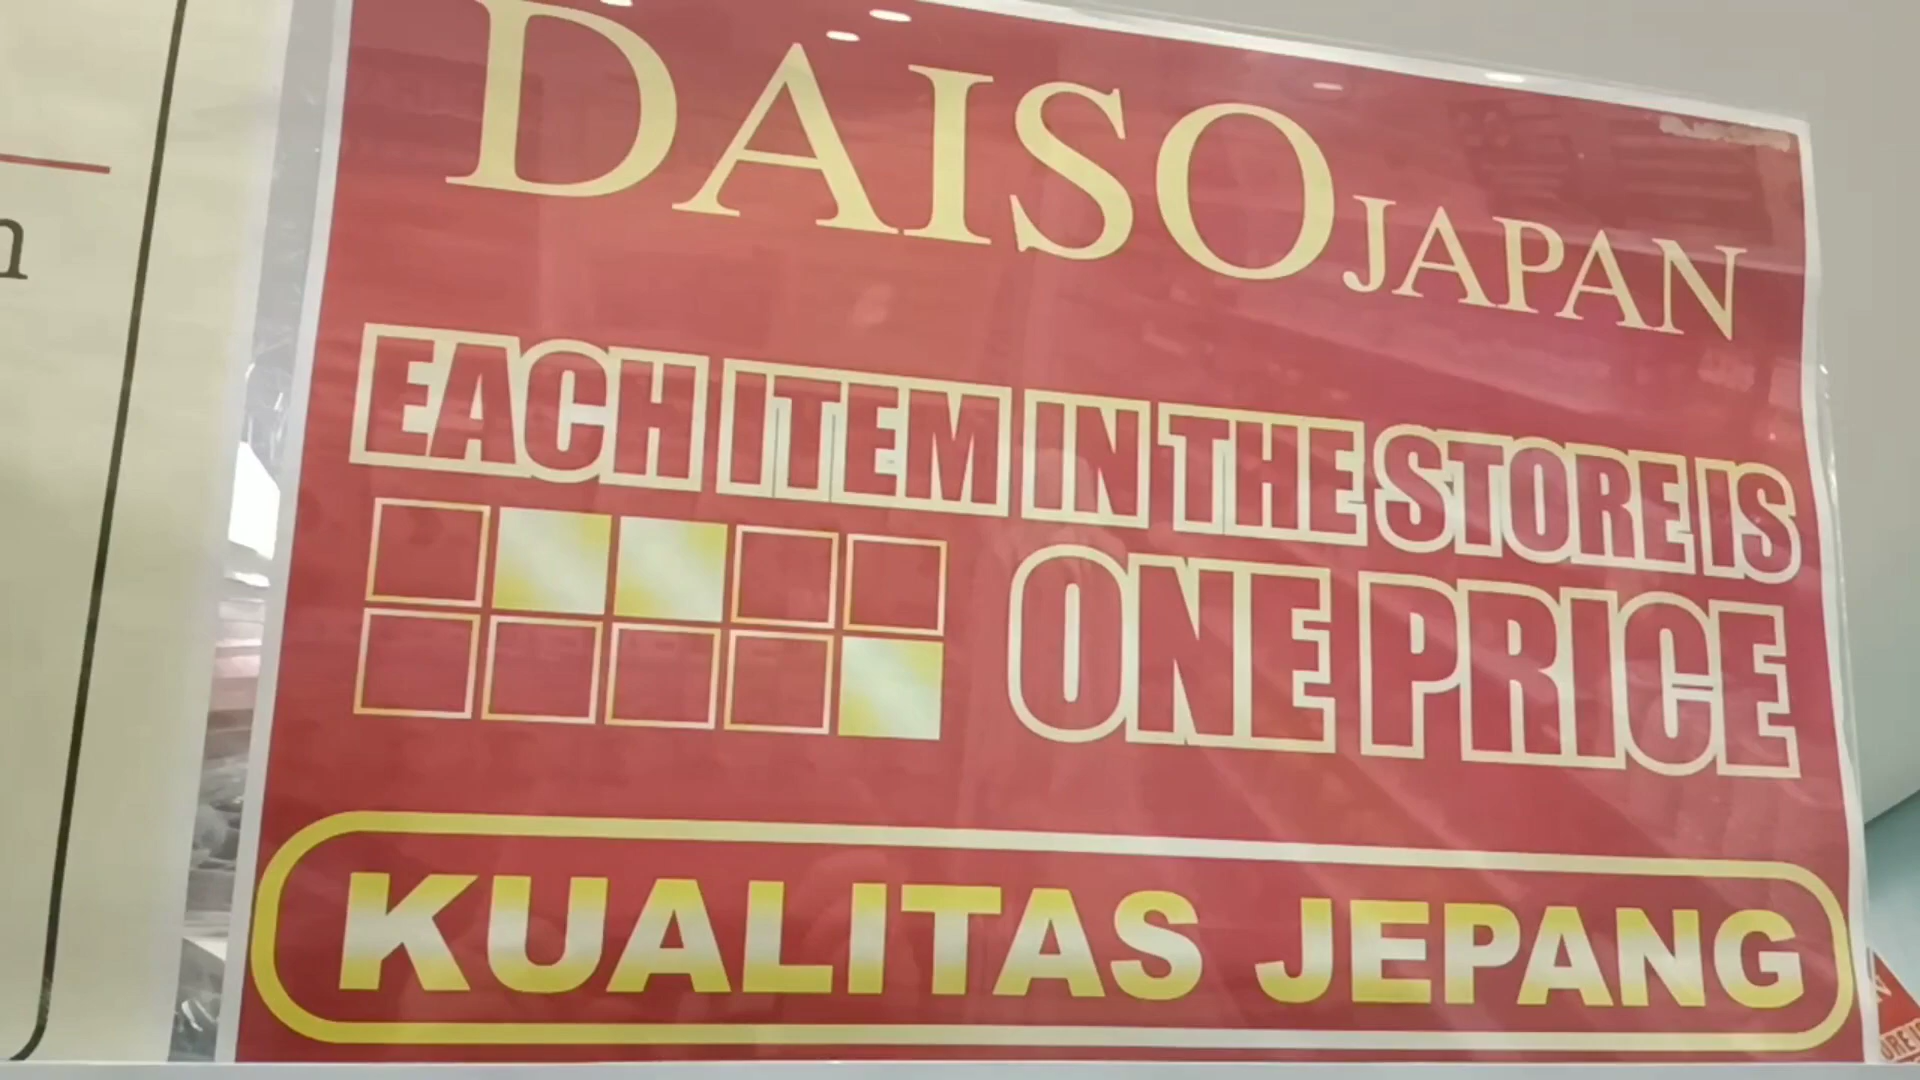 DAISO JAPAN
EACH ITEM IN THE STORE IS
ONE PRICE
KUALITAS JEPANG
n